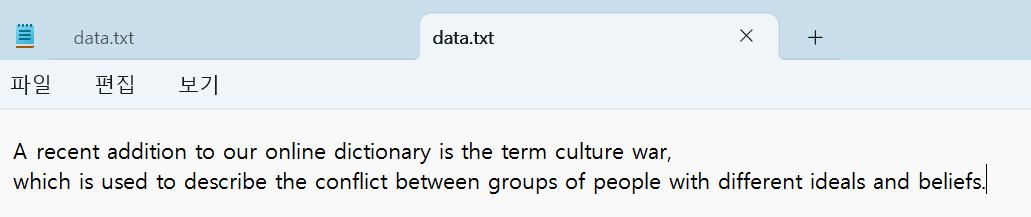 data.txt
data.txt
파일 편집 보기
A recent addition to our online dictionary is the term culture war,
which is used to describe the conflict between groups of people with different ideals and beliefs.